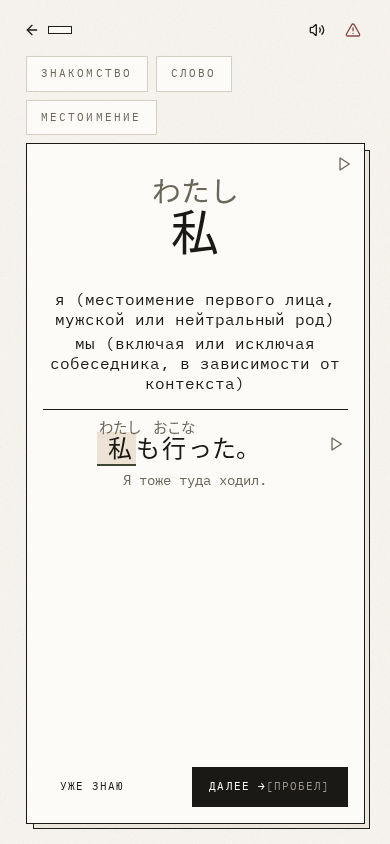 ЗНАКОМСТВО
СЛОВО
МЕСТОИМЕНИЕ
わたし
私
я (местоимение первого лица,
мужской или нейтральный род)
мы (включая или исключая
собеседника, в зависимости от
контекста)
わたし おこな
私も行った。
Я тоже туда ходил.
УЖЕ ЗНАЮ
ДАЛЕЕ →[ПРОБЕЛ]